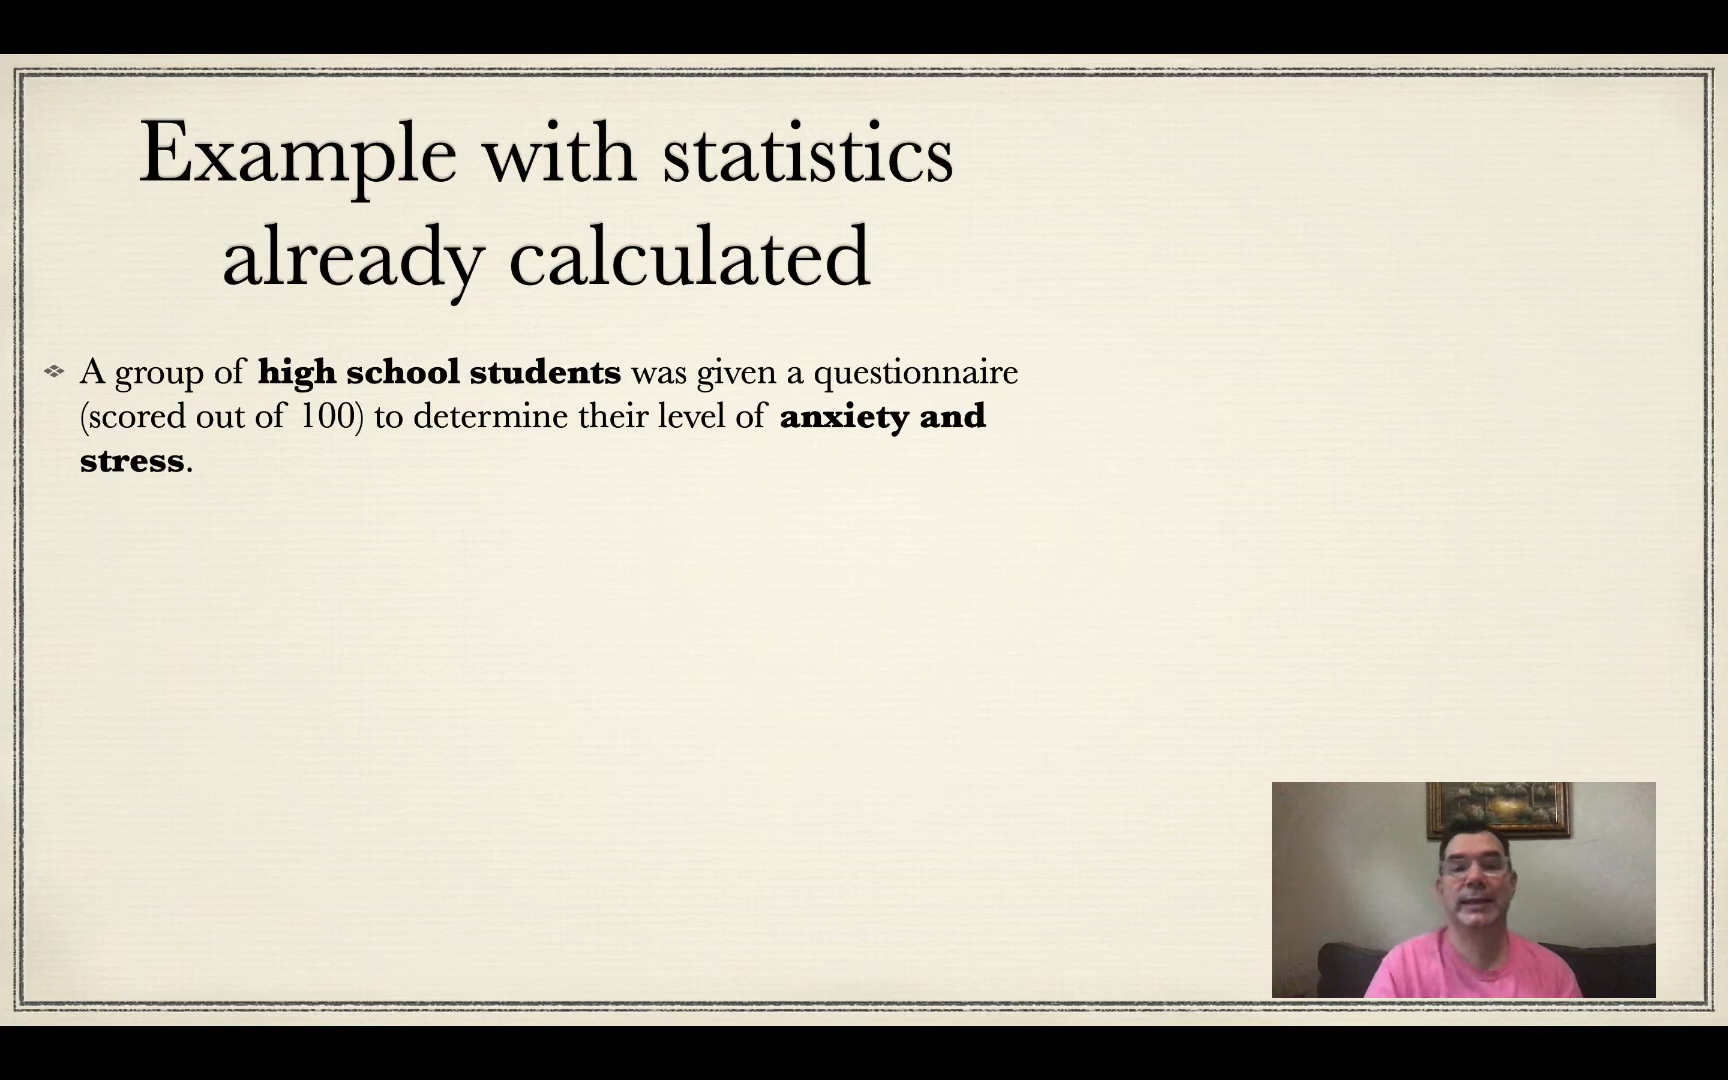 Example with statistics
already calculated
A group of high school students was given a questionnaire
(scored out of 100) to determine their level of anxiety and
stress.